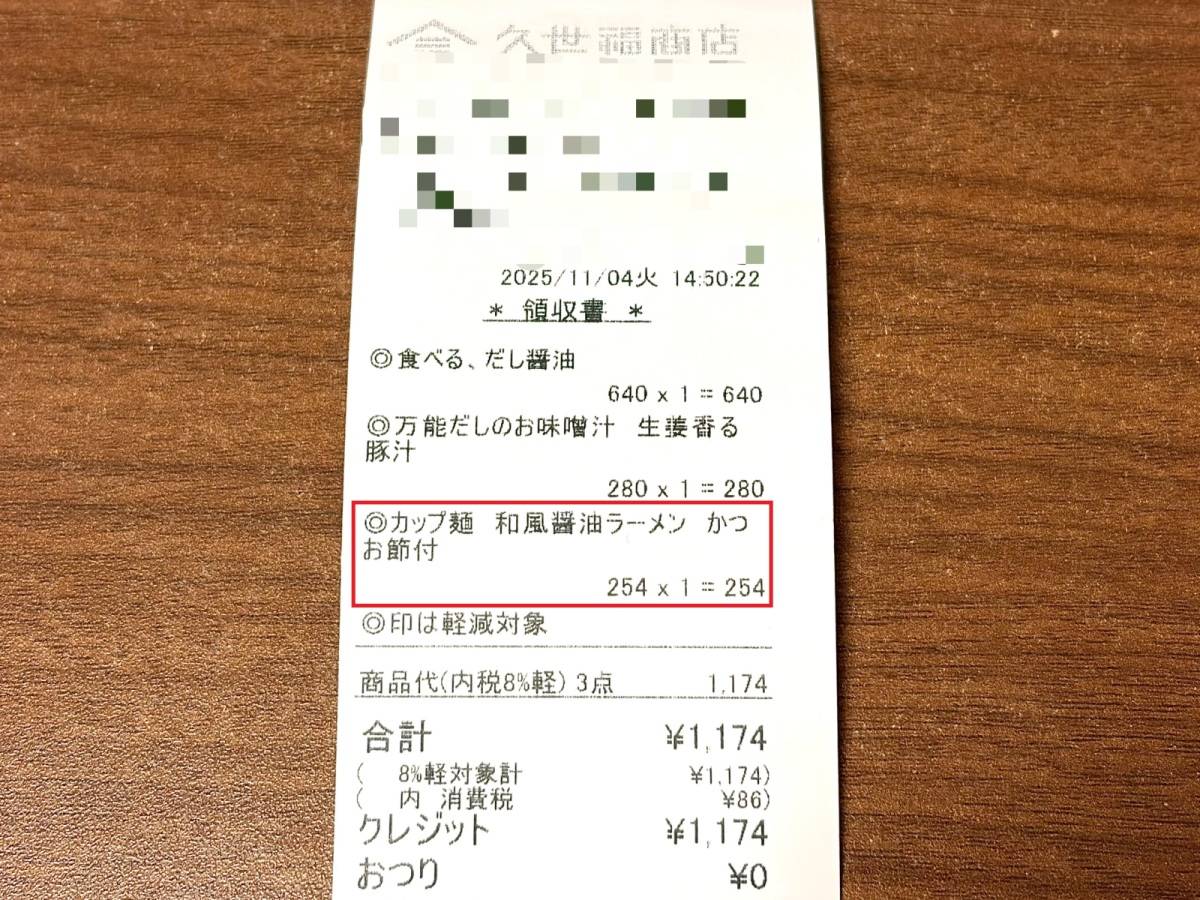 久世福商店
2025/11/04火 14:50:22
* 領収書 *
◎食べる、だし醤油
640 x 1 = 640
◎万能だしのお味噌汁 生姜香る
豚汁
280 x 1 = 280
◎カップ麺 和風醤油ラーメン かつ
お節付
254 x 1 = 254
◎印は軽減対象
商品代(内税8%軽) 3点 1,174
合計 ¥1,174
( 8%軽対象計 ¥1,174)
( 内 消費税 ¥86)
クレジット ¥1,174
おつり ¥0